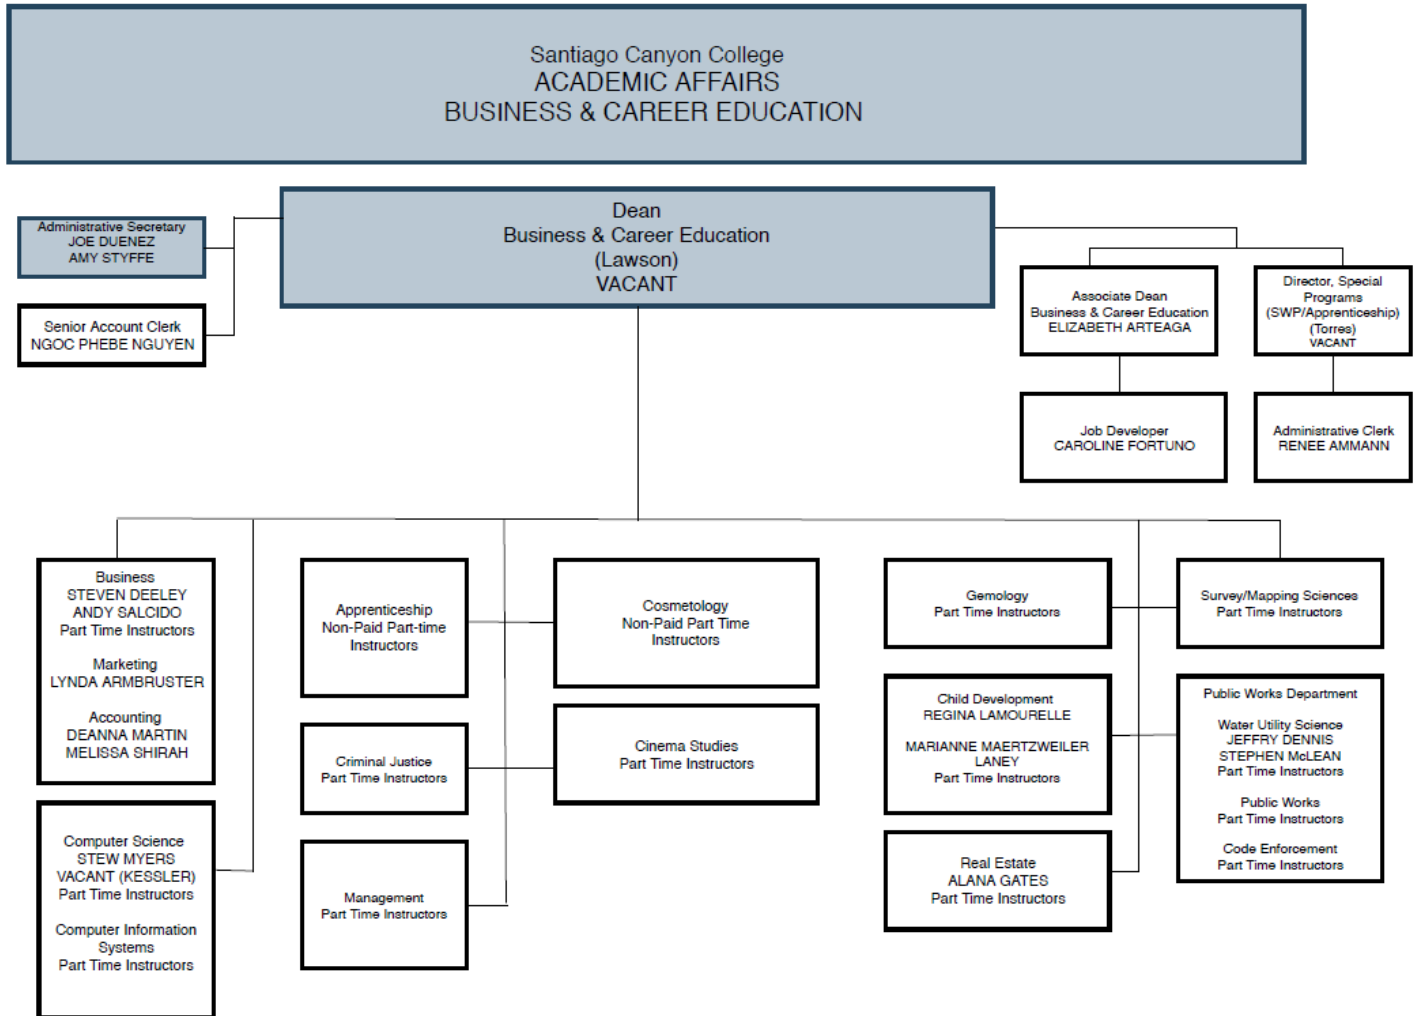 Santiago Canyon College
ACADEMIC AFFAIRS
BUSINESS & CAREER EDUCATION
Dean
Business & Career Education
(Lawson)
VACANT
Administrative Secretary
JOE DUENEZ
AMY STYFFE
Senior Account Clerk
NGOC PHEBE NGUYEN
Associate Dean
Business & Career Education
ELIZABETH ARTEAGA
Director, Special
Programs
(SWP/Apprenticeship)
(Torres)
VACANT
Job Developer
CAROLINE FORTUNO
Administrative Clerk
RENEE AMMANN
Business
STEVEN DEELEY
ANDY SALCIDO
Part Time Instructors
Marketing
LYNDA ARMBRUSTER
Accounting
DEANNA MARTIN
MELISSA SHIRAH
Computer Science
STEW MYERS
VACANT (KESSLER)
Part Time Instructors
Computer Information
Systems
Part Time Instructors
Apprenticeship
Non-Paid Part-time
Instructors
Criminal Justice
Part Time Instructors
Management
Part Time Instructors
Cosmetology
Non-Paid Part Time
Instructors
Cinema Studies
Part Time Instructors
Gemology
Part Time Instructors
Child Development
REGINA LAMOURELLE
MARIANNE MAERTZWEILER
LANEY
Part Time Instructors
Real Estate
ALANA GATES
Part Time Instructors
Survey/Mapping Sciences
Part Time Instructors
Public Works Department
Water Utility Science
JEFFRY DENNIS
STEPHEN McLEAN
Part Time Instructors
Public Works
Part Time Instructors
Code Enforcement
Part Time Instructors